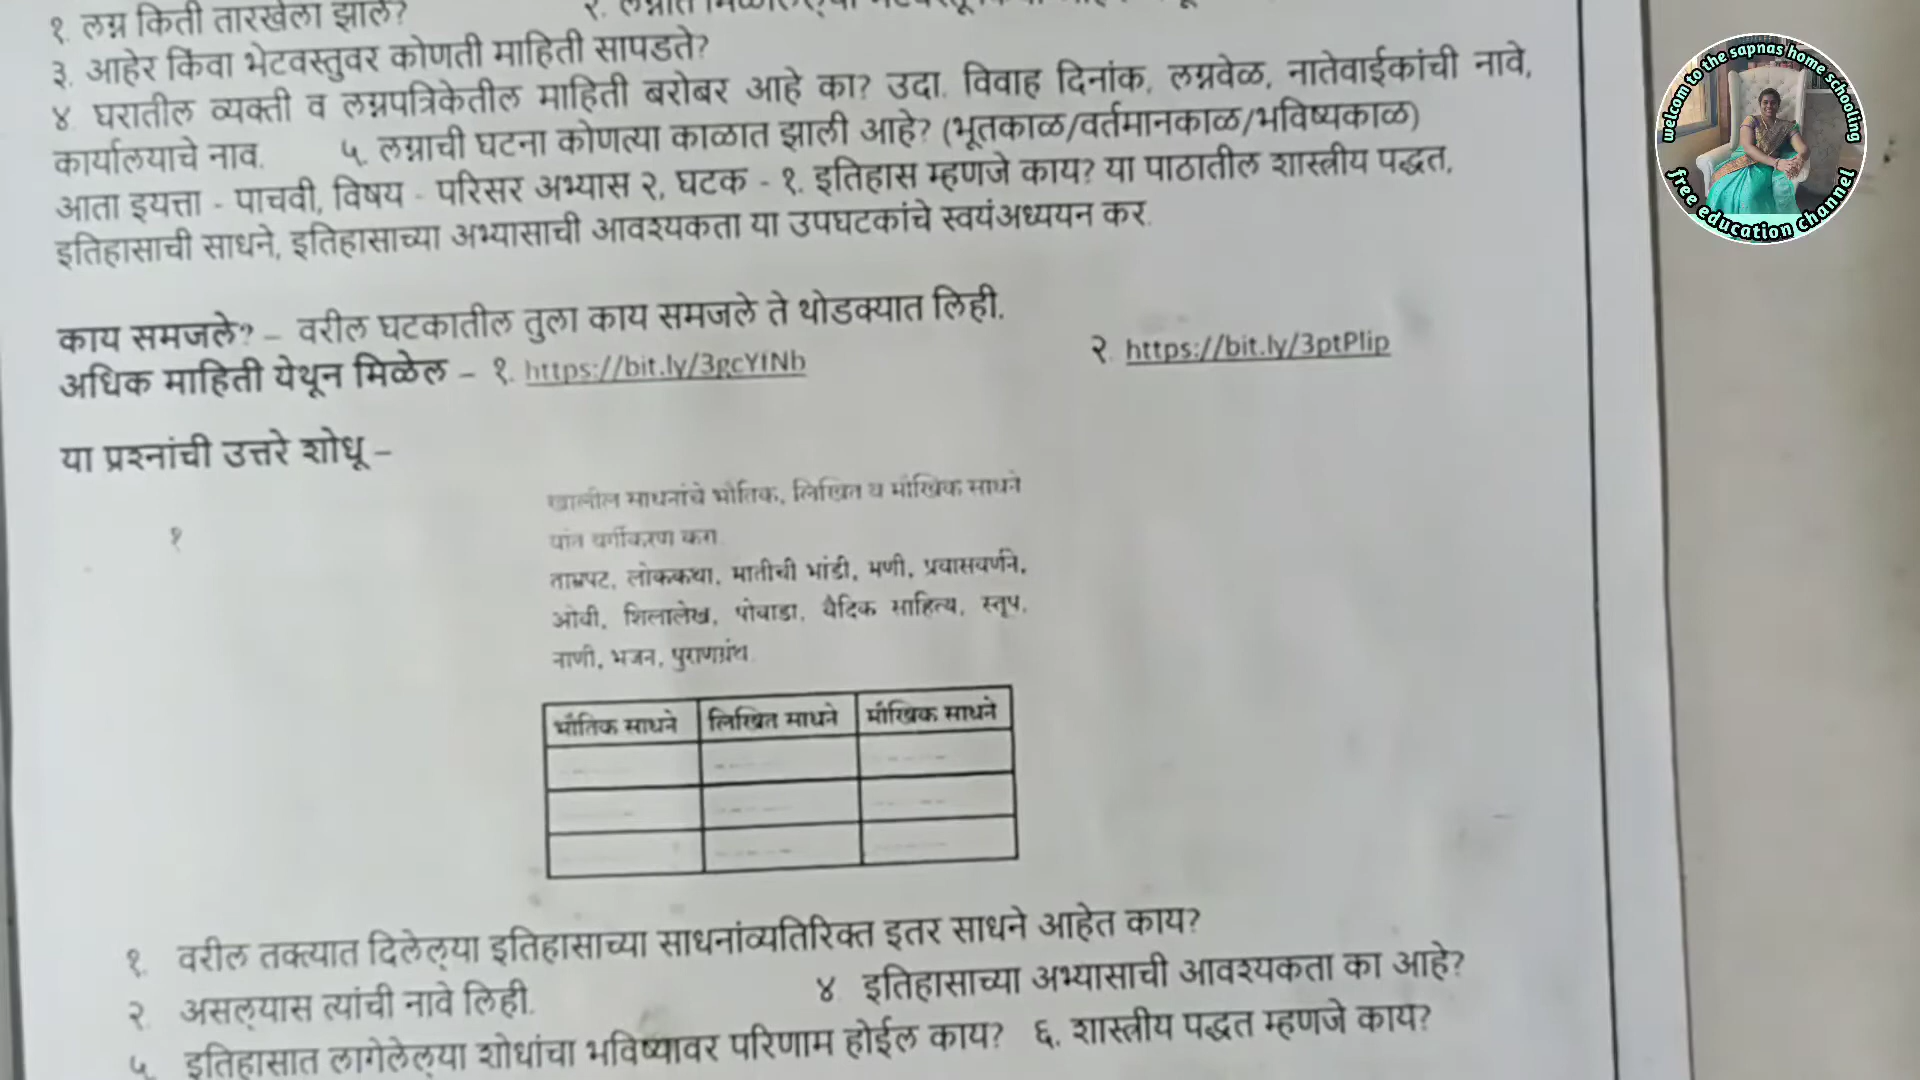 १. लग्न किती तारखेला झाले?
३. आहेर किंवा भेटवस्तुवर कोणती माहिती सापडते?
४ घरातील व्यक्ती व लग्नपत्रिकेतील माहिती बरोबर आहे का? उदा. विवाह दिनांक, लग्नवेळ, नातेवाईकांची नावे,
कार्यालयाचे नाव. ५. लग्नाची घटना कोणत्या काळात झाली आहे? (भूतकाळ/वर्तमानकाळ/भविष्यकाळ)
आता इयत्ता - पाचवी, विषय - परिसर अभ्यास २, घटक - १. इतिहास म्हणजे काय? या पाठातील शास्त्रीय पद्धत,
इतिहासाची साधने, इतिहासाच्या अभ्यासाची आवश्यकता या उपघटकांचे स्वयंअध्ययन कर.
काय समजले? – वरील घटकातील तुला काय समजले ते थोडक्यात लिही.
अधिक माहिती येथून मिळेल – १. https://bit.ly/3gcYINb २. https://bit.ly/3ptPlip
या प्रश्नांची उत्तरे शोधू –
१
खालील साधनांचे भौतिक, लिखित व मौखिक साधने
यांत वर्गीकरण करा
ताम्रपट, लोककथा, मातीची भांडी, मणी, प्रवासवर्णने,
ओवी, शिलालेख, पोवाडा, वैदिक साहित्य, स्तूप,
नाणी, भजन, पुराणग्रंथ.
भौतिक साधने लिखित साधने मौखिक साधने
१. वरील तक्त्यात दिलेल्या इतिहासाच्या साधनांव्यतिरिक्त इतर साधने आहेत काय?
२. असल्यास त्यांची नावे लिही. ४. इतिहासाच्या अभ्यासाची आवश्यकता का आहे?
५ इतिहासात लागेलेल्या शोधांचा भविष्यावर परिणाम होईल काय? ६. शास्त्रीय पद्धत म्हणजे काय?
welcom to the sapnas home schooling
free education channel